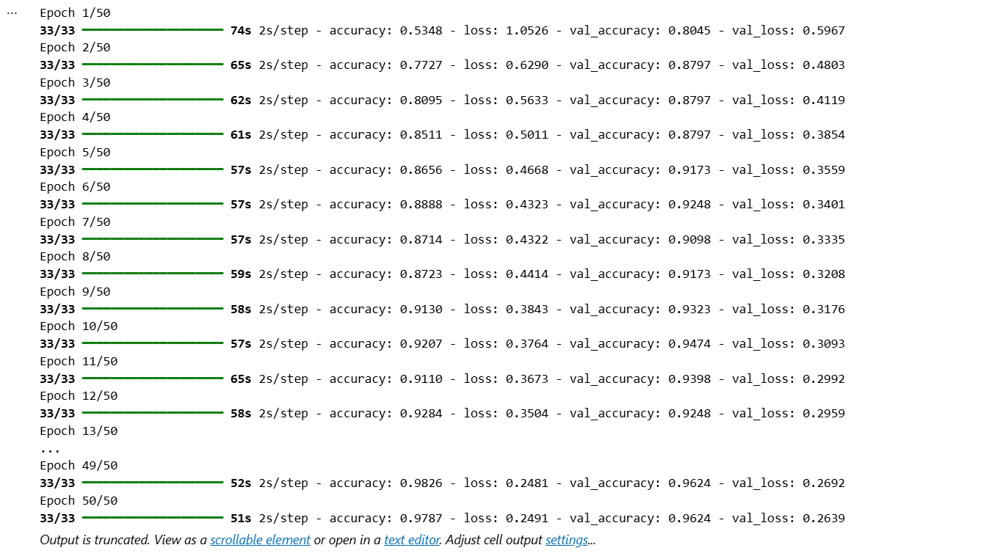 ...
Epoch 1/50
33/33 ━━━━━━━━━━━━━━━━━━━━ 74s 2s/step - accuracy: 0.5348 - loss: 1.0526 - val_accuracy: 0.8045 - val_loss: 0.5967
Epoch 2/50
33/33 ━━━━━━━━━━━━━━━━━━━━ 65s 2s/step - accuracy: 0.7727 - loss: 0.6290 - val_accuracy: 0.8797 - val_loss: 0.4803
Epoch 3/50
33/33 ━━━━━━━━━━━━━━━━━━━━ 62s 2s/step - accuracy: 0.8095 - loss: 0.5633 - val_accuracy: 0.8797 - val_loss: 0.4119
Epoch 4/50
33/33 ━━━━━━━━━━━━━━━━━━━━ 61s 2s/step - accuracy: 0.8511 - loss: 0.5011 - val_accuracy: 0.8797 - val_loss: 0.3854
Epoch 5/50
33/33 ━━━━━━━━━━━━━━━━━━━━ 57s 2s/step - accuracy: 0.8656 - loss: 0.4668 - val_accuracy: 0.9173 - val_loss: 0.3559
Epoch 6/50
33/33 ━━━━━━━━━━━━━━━━━━━━ 57s 2s/step - accuracy: 0.8888 - loss: 0.4323 - val_accuracy: 0.9248 - val_loss: 0.3401
Epoch 7/50
33/33 ━━━━━━━━━━━━━━━━━━━━ 57s 2s/step - accuracy: 0.8714 - loss: 0.4322 - val_accuracy: 0.9098 - val_loss: 0.3335
Epoch 8/50
33/33 ━━━━━━━━━━━━━━━━━━━━ 59s 2s/step - accuracy: 0.8723 - loss: 0.4414 - val_accuracy: 0.9173 - val_loss: 0.3208
Epoch 9/50
33/33 ━━━━━━━━━━━━━━━━━━━━ 58s 2s/step - accuracy: 0.9130 - loss: 0.3843 - val_accuracy: 0.9323 - val_loss: 0.3176
Epoch 10/50
33/33 ━━━━━━━━━━━━━━━━━━━━ 57s 2s/step - accuracy: 0.9207 - loss: 0.3764 - val_accuracy: 0.9474 - val_loss: 0.3093
Epoch 11/50
33/33 ━━━━━━━━━━━━━━━━━━━━ 65s 2s/step - accuracy: 0.9110 - loss: 0.3673 - val_accuracy: 0.9398 - val_loss: 0.2992
Epoch 12/50
33/33 ━━━━━━━━━━━━━━━━━━━━ 58s 2s/step - accuracy: 0.9284 - loss: 0.3504 - val_accuracy: 0.9248 - val_loss: 0.2959
Epoch 13/50
...
Epoch 49/50
33/33 ━━━━━━━━━━━━━━━━━━━━ 52s 2s/step - accuracy: 0.9826 - loss: 0.2481 - val_accuracy: 0.9624 - val_loss: 0.2692
Epoch 50/50
33/33 ━━━━━━━━━━━━━━━━━━━━ 51s 2s/step - accuracy: 0.9787 - loss: 0.2491 - val_accuracy: 0.9624 - val_loss: 0.2639
Output is truncated. View as a scrollable element or open in a text editor. Adjust cell output settings...